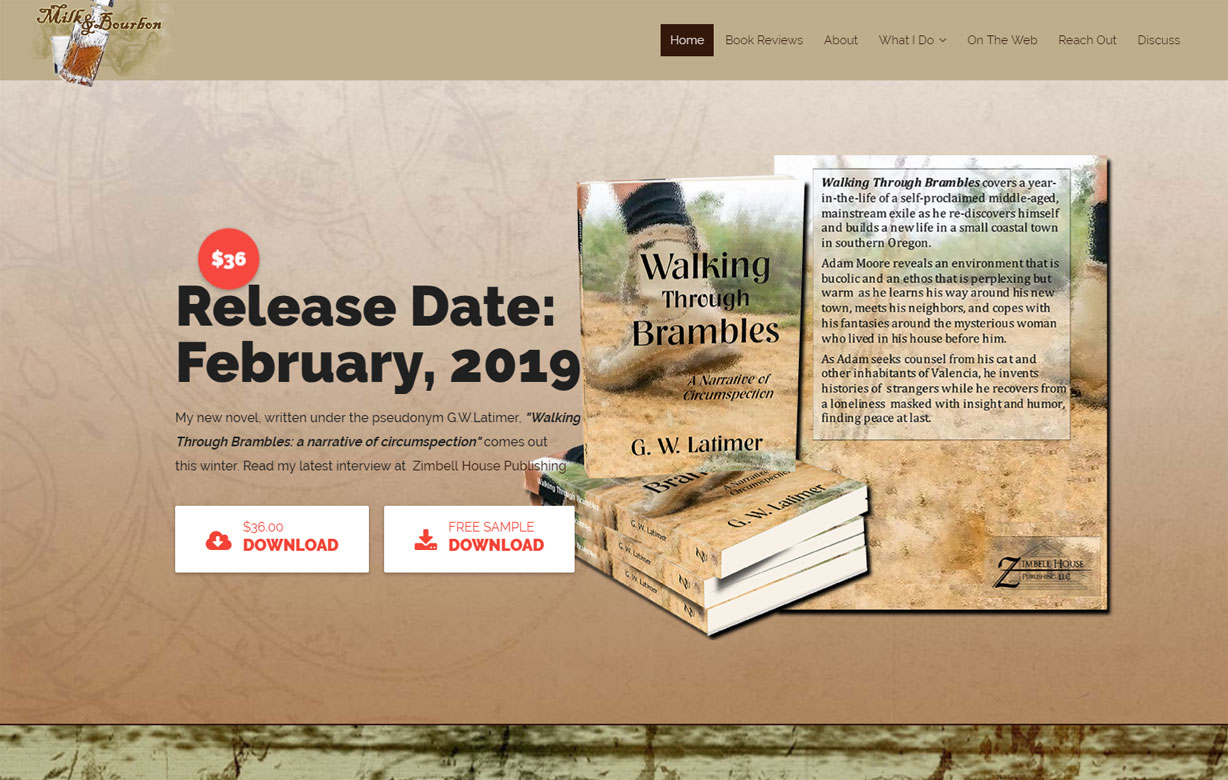 Milk & Bourbon
Home
Book Reviews
About
What I Do
On The Web
Reach Out
Discuss
$36
Release Date:
February, 2019
My new novel, written under the pseudonym G.W.Latimer, "Walking
Through Brambles: a narrative of circumspection" comes out
this winter. Read my latest interview at Zimbell House Publishing
$36.00
DOWNLOAD
FREE SAMPLE
DOWNLOAD
Walking
Through
Brambles
A Narrative of
Circumspection
G. W. Latimer
Walking Through Brambles
Bram
A Narrative
Circumspection
G. W. Latimer
G. W. Latimer
G. W. Latimer
G. W. Latimer
Walking Through Brambles covers a year-
in-the-life of a self-proclaimed middle-aged,
mainstream exile as he re-discovers himself
and builds a new life in a small coastal town
in southern Oregon.
Adam Moore reveals an environment that is
bucolic and an ethos that is perplexing but
warm as he learns his way around his new
town, meets his neighbors, and copes with
his fantasies around the mysterious woman
who lived in his house before him.
As Adam seeks counsel from his cat and
other inhabitants of Valencia, he invents
histories of strangers while he recovers from
a loneliness masked with insight and humor,
finding peace at last.
Zimbell House
Publishing, LLC